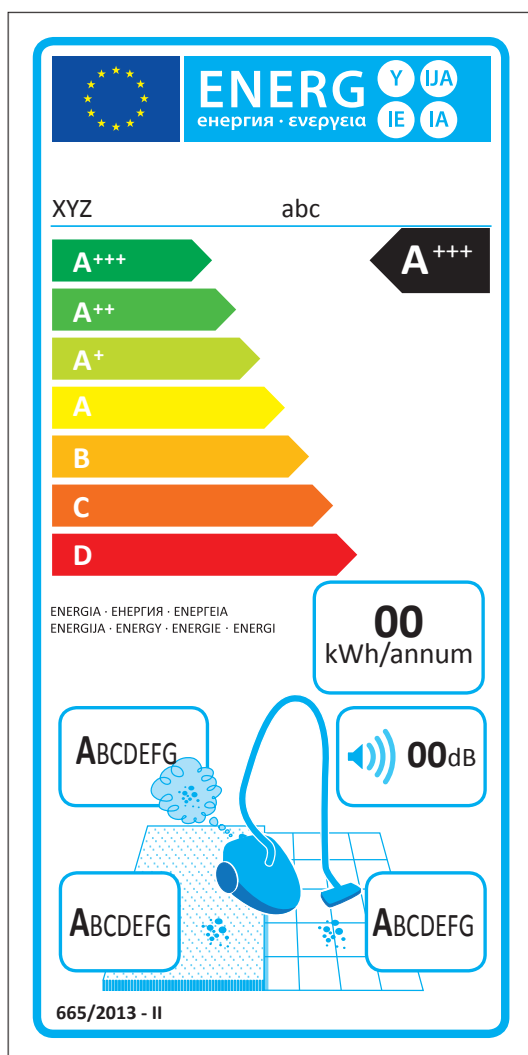 ENERG Y IJA
енергия · ενεργεια IE IA
XYZ abc
A+++ A+++
A++
A+
A
B
C
D
ENERGIA · ЕНЕРГИЯ · ΕΝΕΡΓΕΙΑ
ENERGIJA · ENERGY · ENERGIE · ENERGI
00
kWh/annum
ABCDEFG
00dB
ABCDEFG
ABCDEFG
665/2013 - II